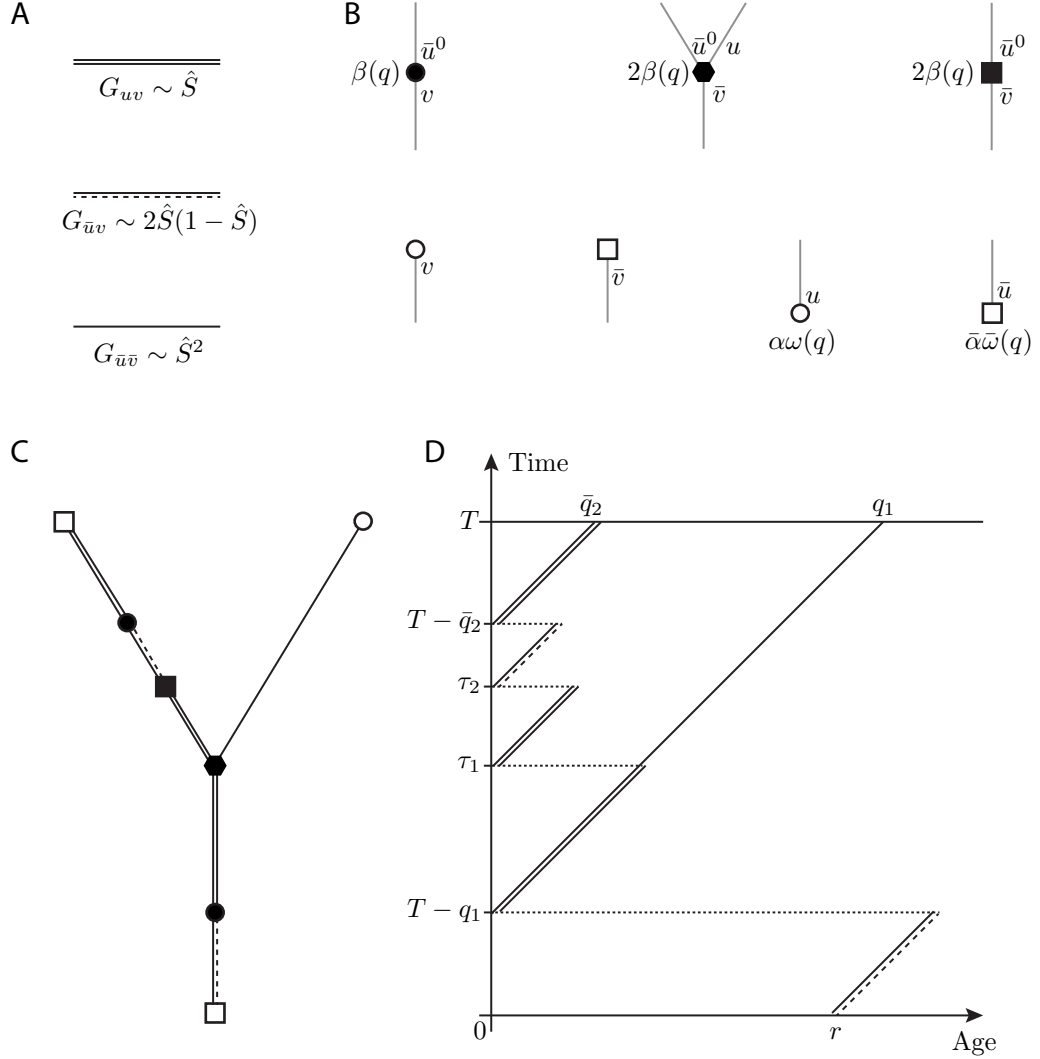 A
G_{uv} ∼ Ŝ
G_{ūv} ∼ 2Ŝ(1 − Ŝ)
G_{ūv̄} ∼ Ŝ²
B
β(q) ū⁰ v
2β(q) ū⁰ u v̄
2β(q) ū⁰ v̄
v
v̄
u
αω(q)
ū
ᾱω̄(q)
C
D
Time
q̄₂ q₁
T
T − q̄₂
τ₂
τ₁
T − q₁
0 r
Age